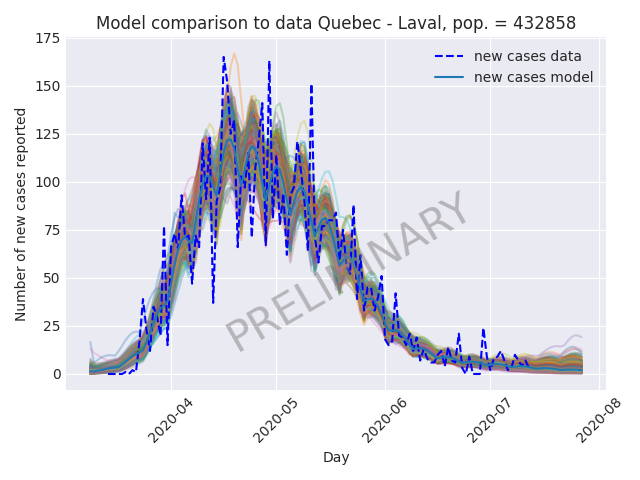 Model comparison to data Quebec - Laval, pop. = 432858
175
150
125
100
75
50
25
0
Number of new cases reported
new cases data
new cases model
PRELIMINARY
2020-04
2020-05
2020-06
2020-07
2020-08
Day